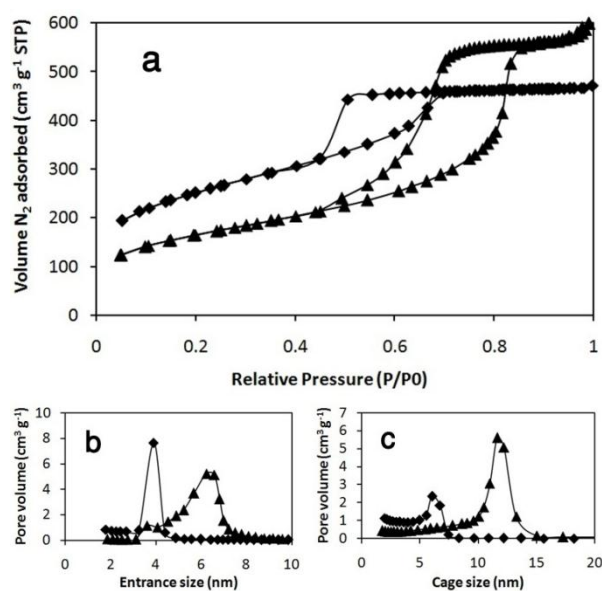 a
600
500
400
300
200
100
0
Volume N₂ adsorbed (cm³ g⁻¹ STP)
0 0.2 0.4 0.6 0.8 1
Relative Pressure (P/P0)
b
10
8
6
4
2
0
Pore volume (cm³ g⁻¹)
0 2 4 6 8 10
Entrance size (nm)
c
7
6
5
4
3
2
1
0
Pore volume (cm³ g⁻¹)
0 5 10 15 20
Cage size (nm)